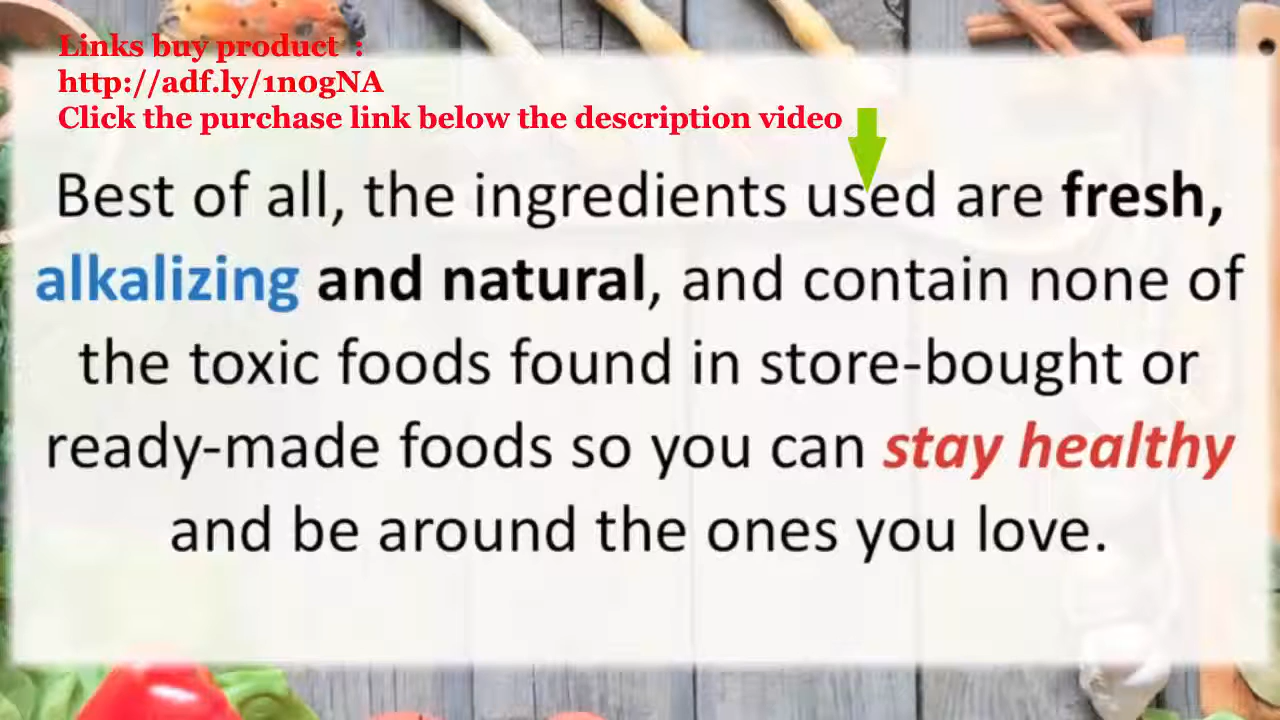 Links buy product :
http://adf.ly/1n0gNA
Click the purchase link below the description video
Best of all, the ingredients used are fresh,
alkalizing and natural, and contain none of
the toxic foods found in store-bought or
ready-made foods so you can stay healthy
and be around the ones you love.